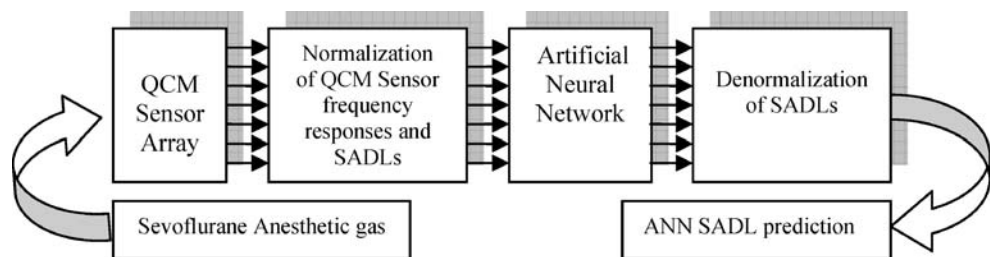 QCM
Sensor
Array
Normalization
of QCM Sensor
frequency
responses and
SADLs
Artificial
Neural
Network
Denormalization
of SADLs
Sevoflurane Anesthetic gas
ANN SADL prediction